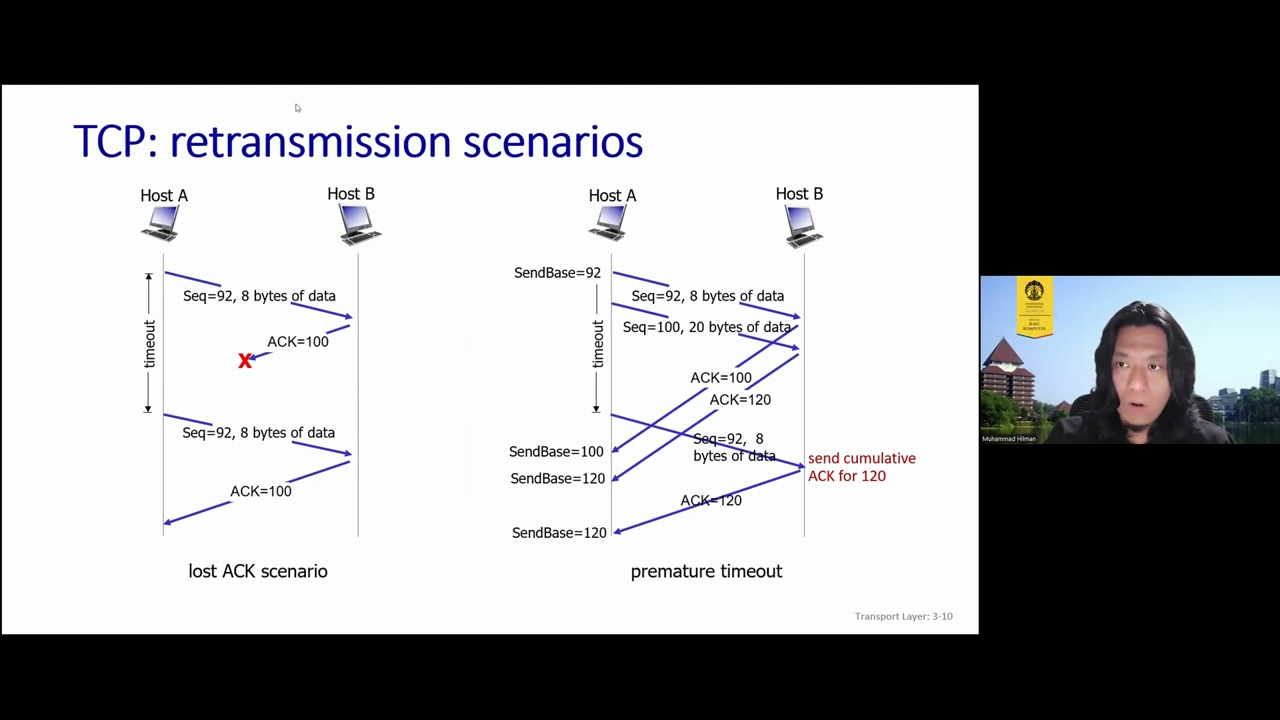 TCP: retransmission scenarios
Host A
Host B
Seq=92, 8 bytes of data
ACK=100
X
timeout
Seq=92, 8 bytes of data
ACK=100
lost ACK scenario
Host A
Host B
SendBase=92
Seq=92, 8 bytes of data
Seq=100, 20 bytes of data
timeout
ACK=100
ACK=120
Seq=92, 8
bytes of data
SendBase=100
SendBase=120
send cumulative
ACK for 120
ACK=120
SendBase=120
premature timeout
Transport Layer: 3-10
ILMU
KOMPUTER
Muhammad Hilman